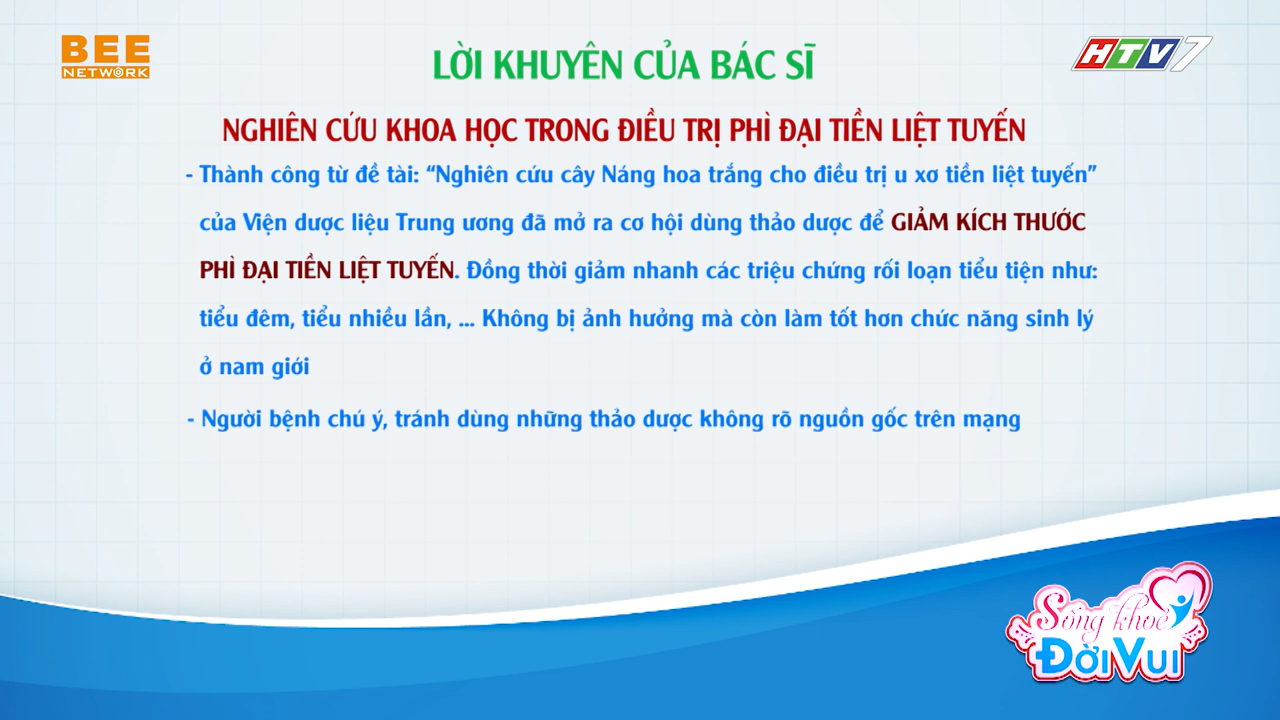 BEE
NETWORK
HTV7
LỜI KHUYÊN CỦA BÁC SĨ
NGHIÊN CỨU KHOA HỌC TRONG ĐIỀU TRỊ PHÌ ĐẠI TIỀN LIỆT TUYẾN
- Thành công từ đề tài: “Nghiên cứu cây Náng hoa trắng cho điều trị u xơ tiền liệt tuyến”
của Viện dược liệu Trung ương đã mở ra cơ hội dùng thảo dược để GIẢM KÍCH THƯỚC
PHÌ ĐẠI TIỀN LIỆT TUYẾN. Đồng thời giảm nhanh các triệu chứng rối loạn tiểu tiện như:
tiểu đêm, tiểu nhiều lần, ... Không bị ảnh hưởng mà còn làm tốt hơn chức năng sinh lý
ở nam giới
- Người bệnh chú ý, tránh dùng những thảo dược không rõ nguồn gốc trên mạng
Sống khoẻ
ĐỜI VUI